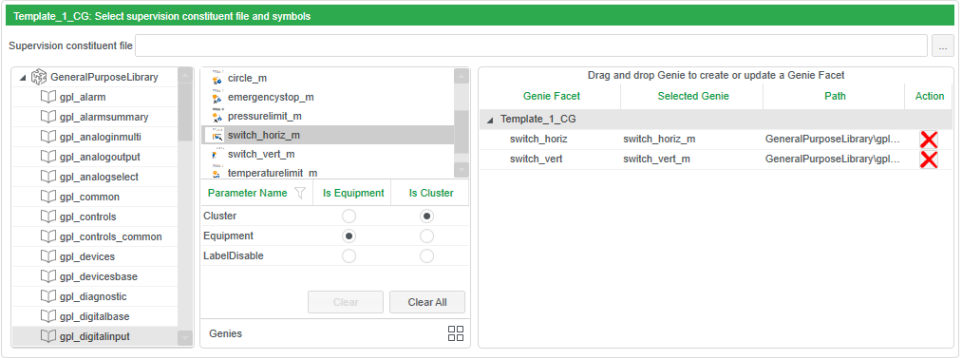 Template_1_CG: Select supervision constituent file and symbols
Supervision constituent file
...
GeneralPurposeLibrary
gpl_alarm
gpl_alarmsummary
gpl_analoginmulti
gpl_analogoutput
gpl_analogselect
gpl_common
gpl_controls
gpl_controls_common
gpl_devices
gpl_devicesbase
gpl_diagnostic
gpl_digitalbase
gpl_digitalinput
circle_m
emergencystop_m
pressurelimit_m
switch_horiz_m
switch_vert_m
temperaturelimit_m
Parameter Name Is Equipment Is Cluster
Cluster
Equipment
LabelDisable
Clear Clear All
Genies
Drag and drop Genie to create or update a Genie Facet
Genie Facet Selected Genie Path Action
Template_1_CG
switch_horiz switch_horiz_m GeneralPurposeLibrary\gpl...
switch_vert switch_vert_m GeneralPurposeLibrary\gpl...